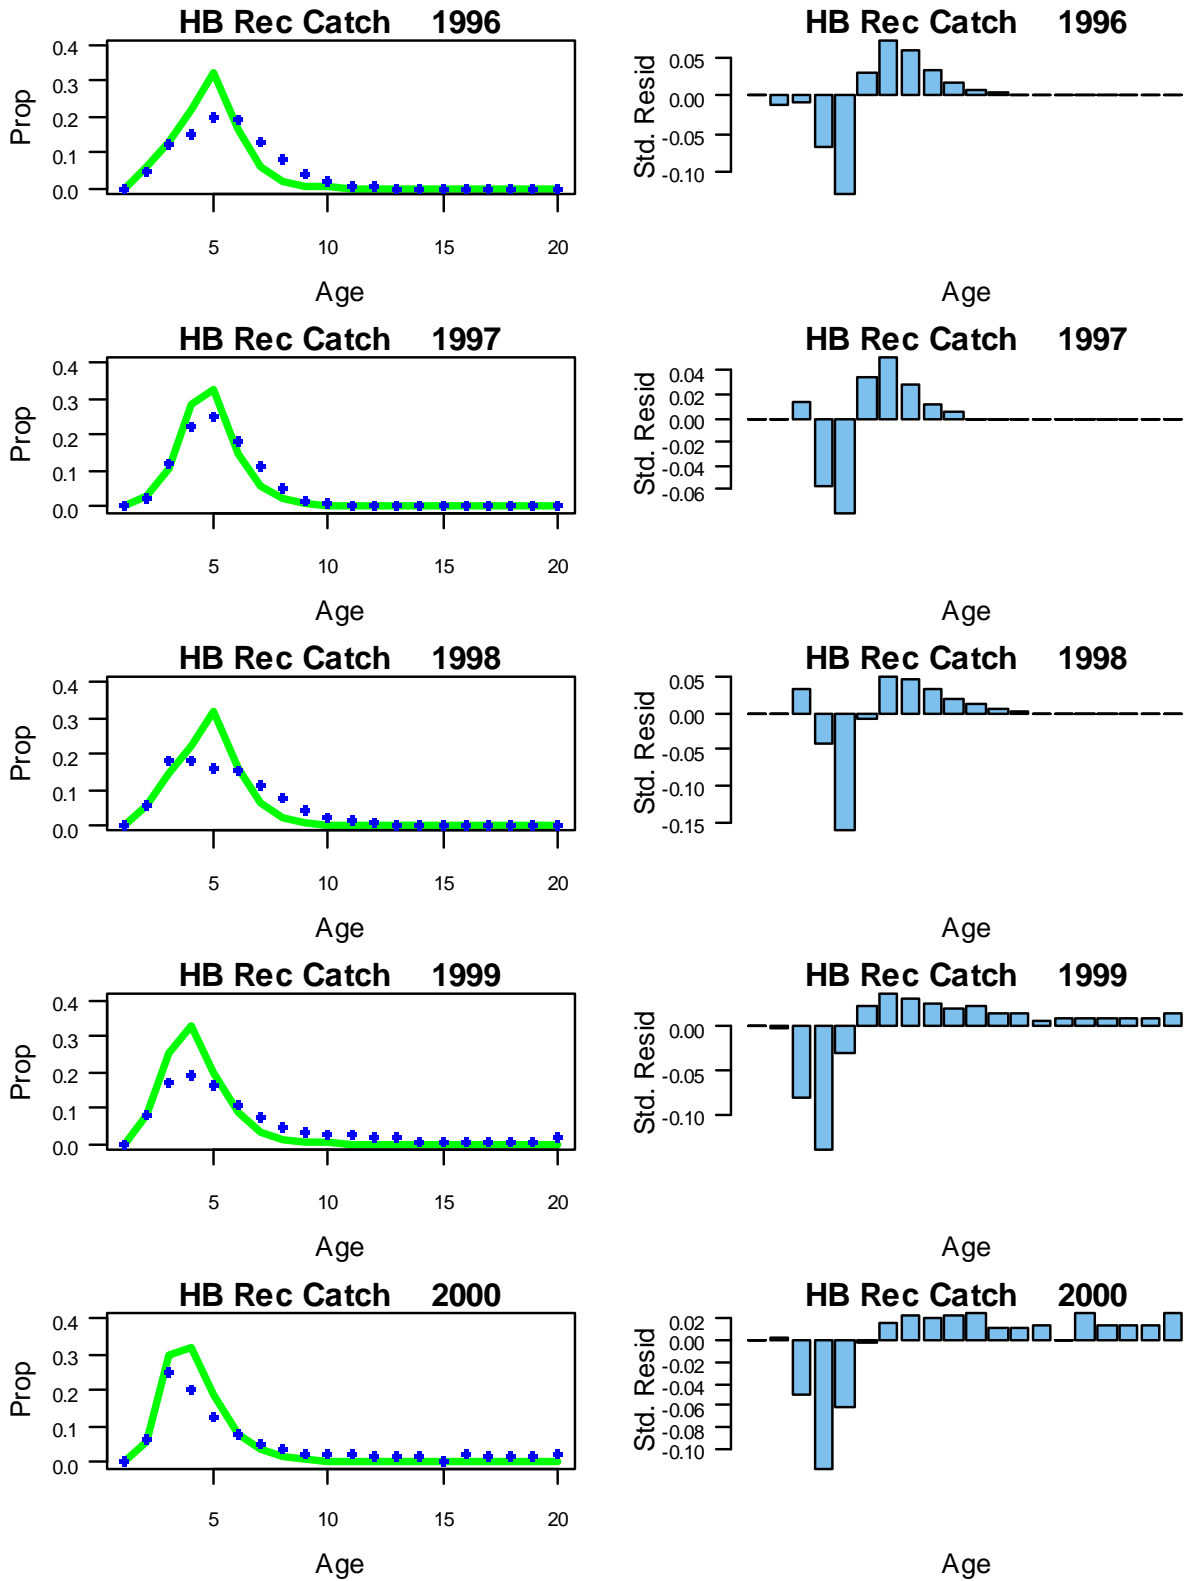 HB Rec Catch 1996
Prop
0.4
0.3
0.2
0.1
0.0
5 10 15 20
Age
HB Rec Catch 1996
Std. Resid
0.05
0.00
-0.05
-0.10
Age
HB Rec Catch 1997
Prop
0.4
0.3
0.2
0.1
0.0
5 10 15 20
Age
HB Rec Catch 1997
Std. Resid
0.04
0.02
0.00
-0.02
-0.04
-0.06
Age
HB Rec Catch 1998
Prop
0.4
0.3
0.2
0.1
0.0
5 10 15 20
Age
HB Rec Catch 1998
Std. Resid
0.05
0.00
-0.05
-0.10
-0.15
Age
HB Rec Catch 1999
Prop
0.4
0.3
0.2
0.1
0.0
5 10 15 20
Age
HB Rec Catch 1999
Std. Resid
0.00
-0.05
-0.10
Age
HB Rec Catch 2000
Prop
0.4
0.3
0.2
0.1
0.0
5 10 15 20
Age
HB Rec Catch 2000
Std. Resid
0.02
0.00
-0.02
-0.04
-0.06
-0.08
-0.10
Age